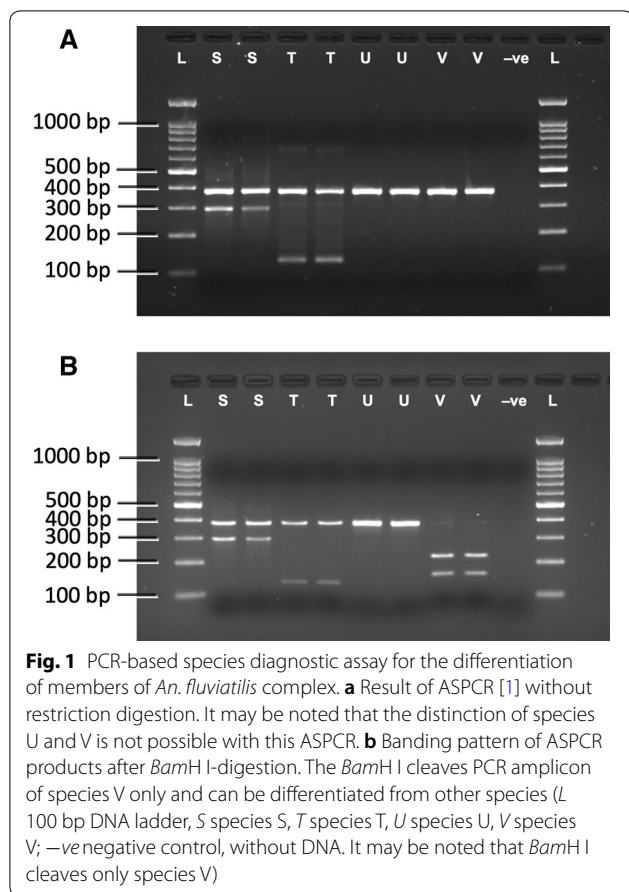 A
L S S T T U U V V –ve L
1000 bp
500 bp
400 bp
300 bp
200 bp
100 bp
B
L S S T T U U V V –ve L
1000 bp
500 bp
400 bp
300 bp
200 bp
100 bp
Fig. 1 PCR-based species diagnostic assay for the differentiation
of members of An. fluviatilis complex. a Result of ASPCR [1] without
restriction digestion. It may be noted that the distinction of species
U and V is not possible with this ASPCR. b Banding pattern of ASPCR
products after BamH I-digestion. The BamH I cleaves PCR amplicon
of species V only and can be differentiated from other species (L
100 bp DNA ladder, S species S, T species T, U species U, V species
V; —ve negative control, without DNA. It may be noted that BamH I
cleaves only species V)